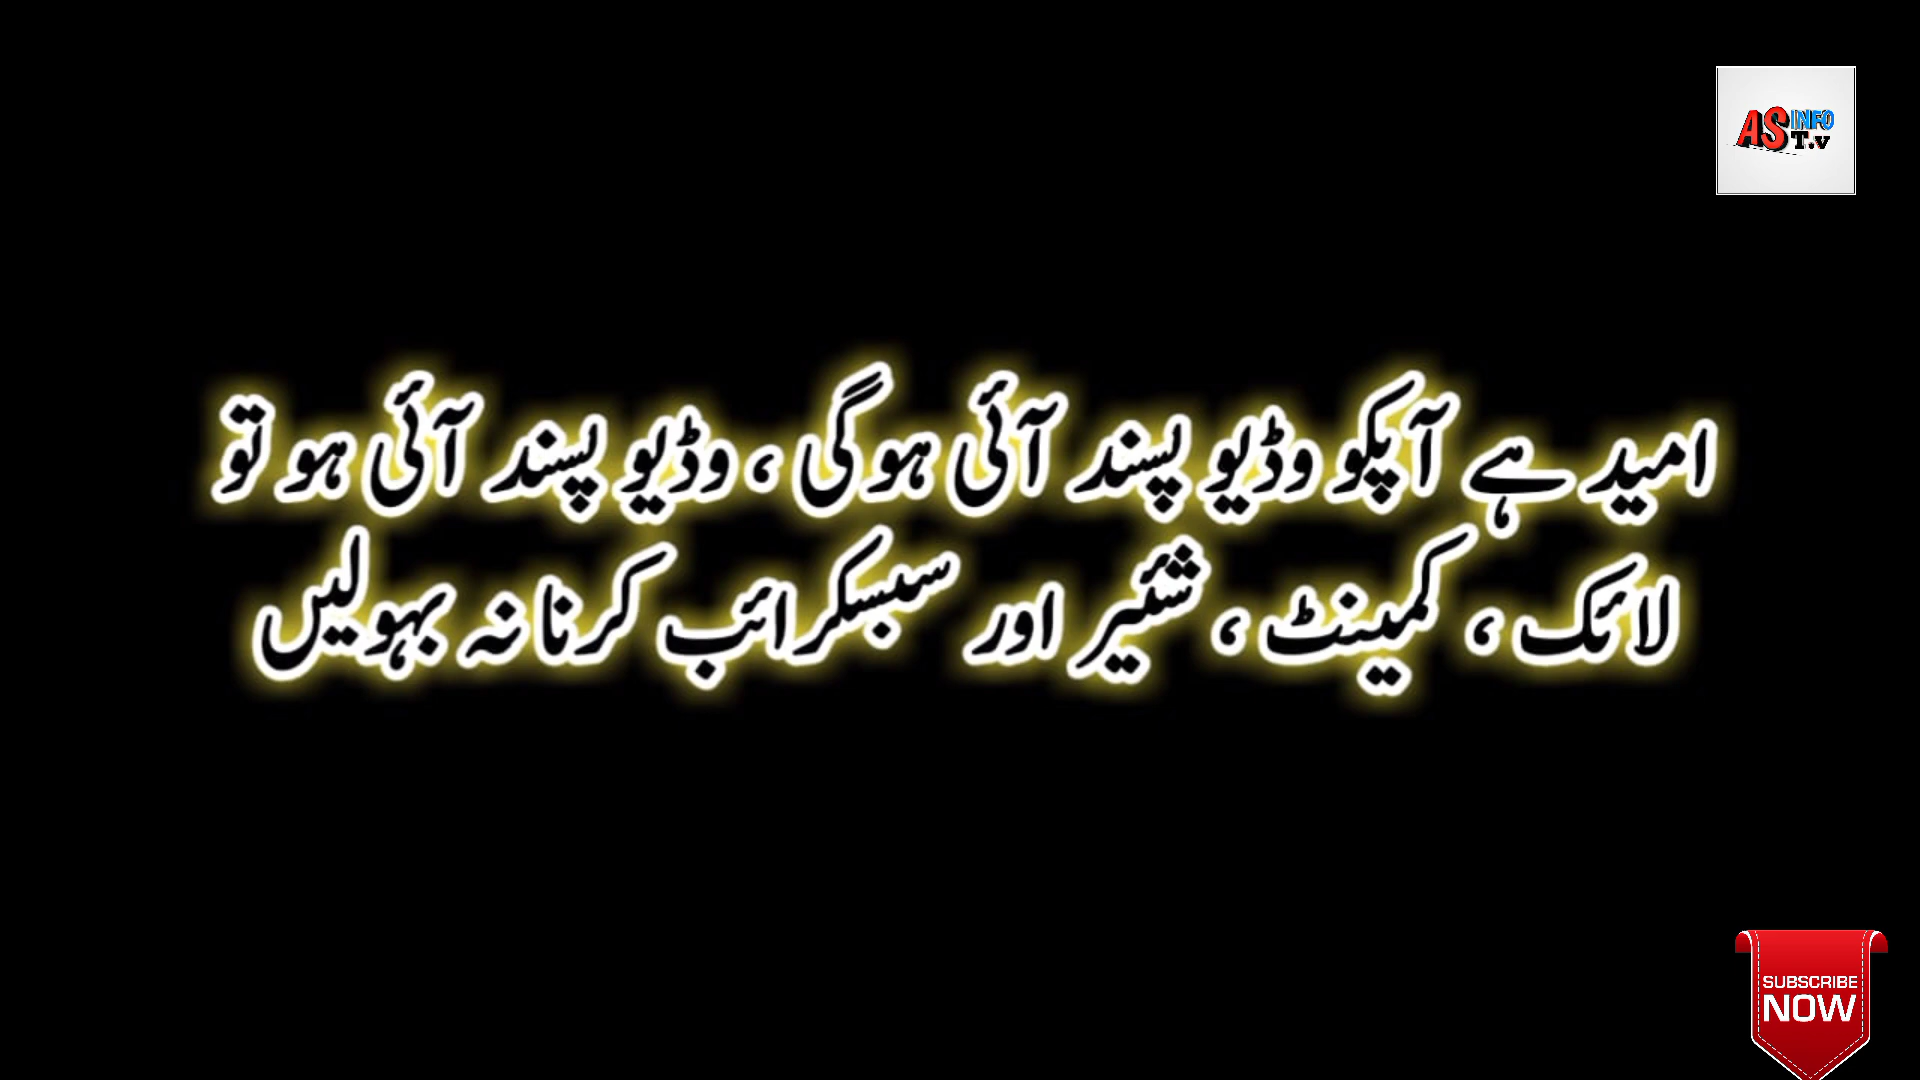 AS INFO
T.v
امید ہے آپکو وڈیو پسند آئی ہوگی ، وڈیو پسند آئی ہو تو
لائک ، کمینٹ ، شئیر اور سبسکرائب کرنا نہ بہولیں
SUBSCRIBE
NOW